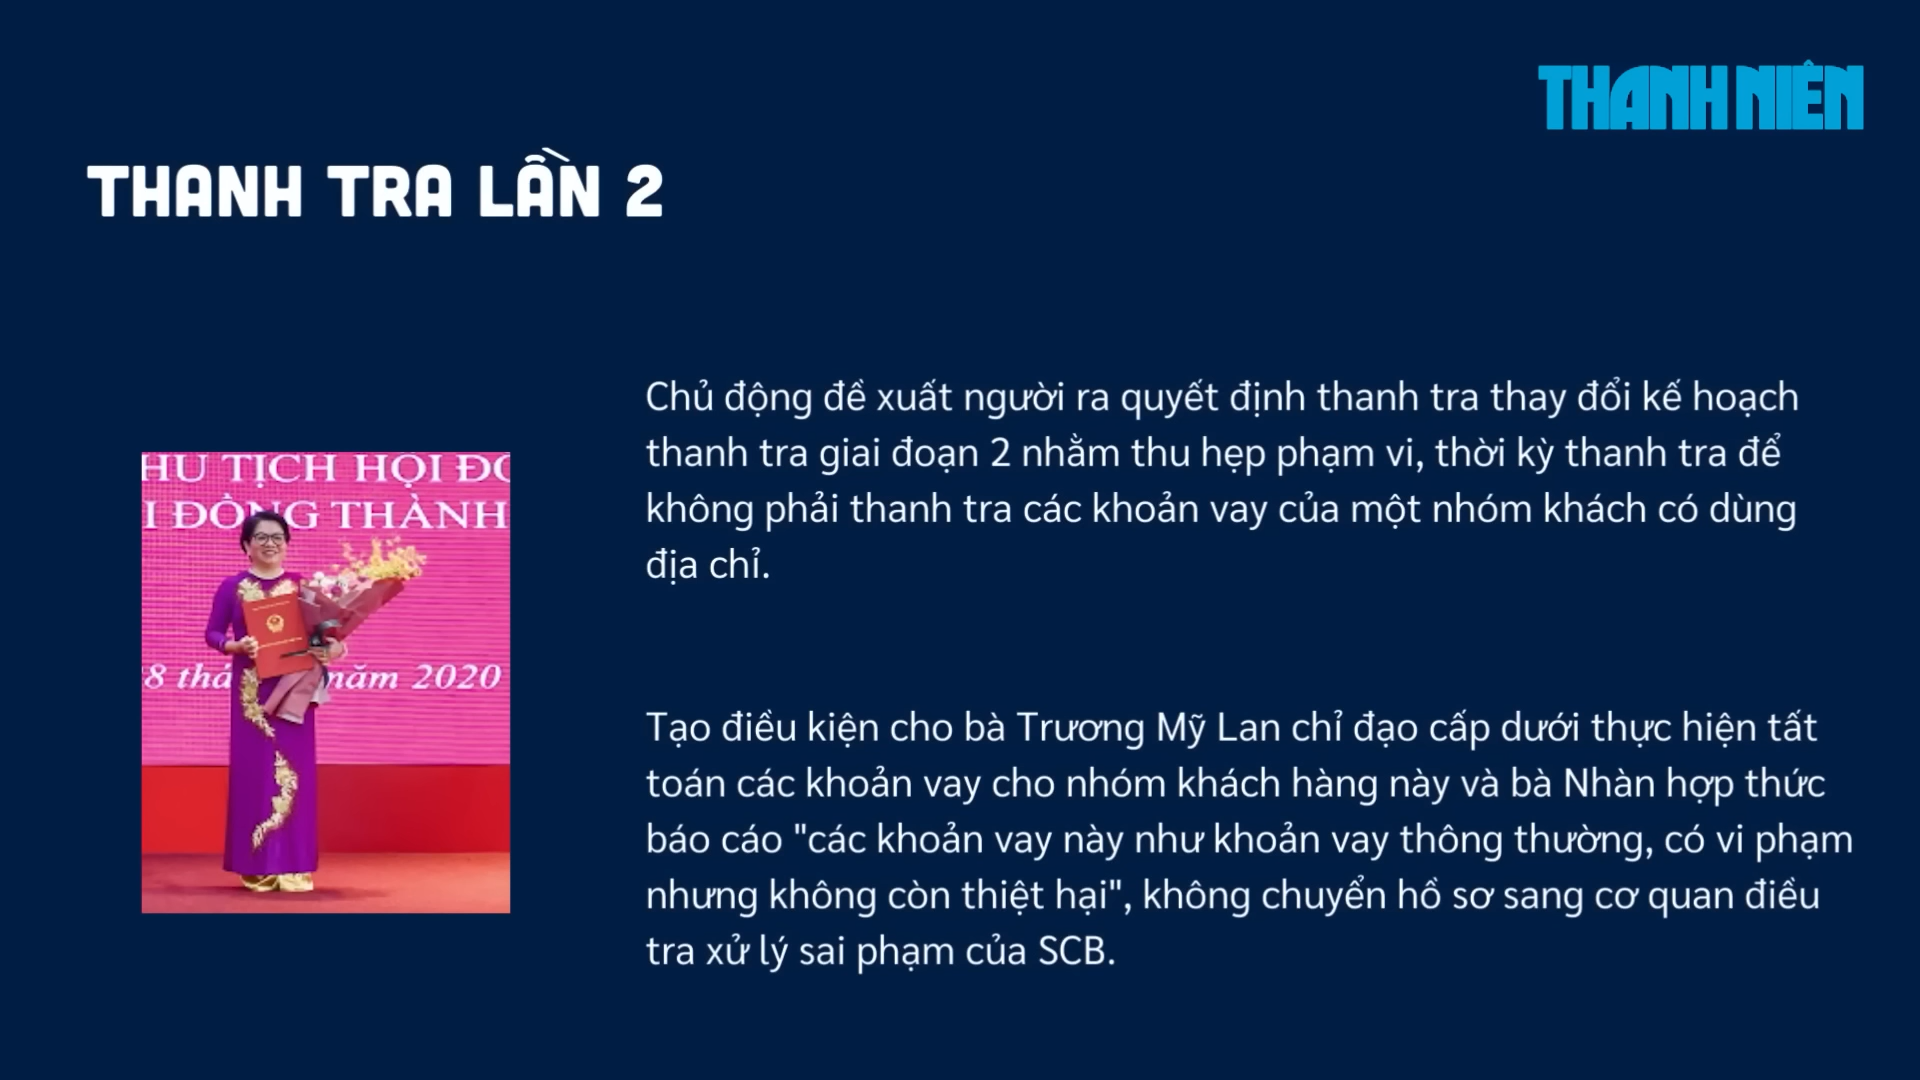 THANH NIÊN
THANH TRA LẦN 2
Chủ động đề xuất người ra quyết định thanh tra thay đổi kế hoạch
thanh tra giai đoạn 2 nhằm thu hẹp phạm vi, thời kỳ thanh tra để
không phải thanh tra các khoản vay của một nhóm khách có dùng
địa chỉ.
HỦ TỊCH HỘI ĐỒ
I ĐỒNG THÀNH
8 thá năm 2020
Tạo điều kiện cho bà Trương Mỹ Lan chỉ đạo cấp dưới thực hiện tất
toán các khoản vay cho nhóm khách hàng này và bà Nhàn hợp thức
báo cáo "các khoản vay này như khoản vay thông thường, có vi phạm
nhưng không còn thiệt hại", không chuyển hồ sơ sang cơ quan điều
tra xử lý sai phạm của SCB.